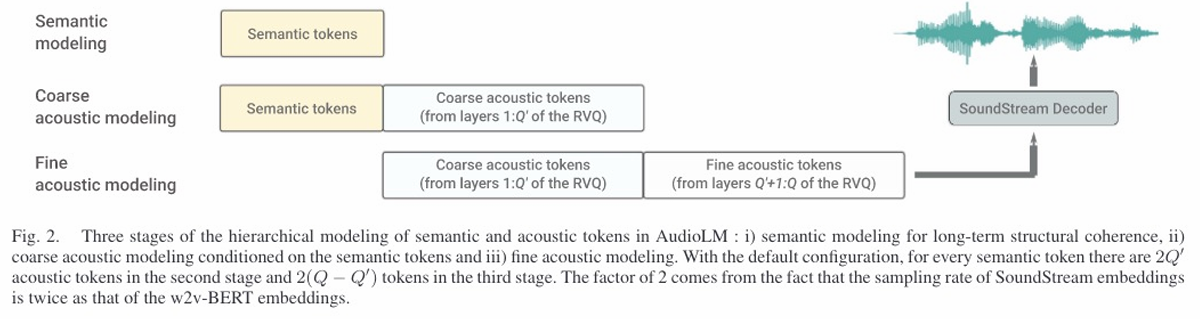 Semantic
modeling
Semantic tokens
Coarse
acoustic modeling
Semantic tokens
Coarse acoustic tokens
(from layers 1:Q' of the RVQ)
SoundStream Decoder
Fine
acoustic modeling
Coarse acoustic tokens
(from layers 1:Q' of the RVQ)
Fine acoustic tokens
(from layers Q'+1:Q of the RVQ)
Fig. 2. Three stages of the hierarchical modeling of semantic and acoustic tokens in AudioLM : i) semantic modeling for long-term structural coherence, ii)
coarse acoustic modeling conditioned on the semantic tokens and iii) fine acoustic modeling. With the default configuration, for every semantic token there are 2Q′
acoustic tokens in the second stage and 2(Q − Q′) tokens in the third stage. The factor of 2 comes from the fact that the sampling rate of SoundStream embeddings
is twice as that of the w2v-BERT embeddings.